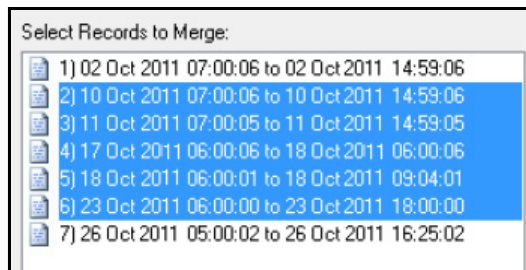 Select Records to Merge:
1) 02 Oct 2011 07:00:06 to 02 Oct 2011 14:59:06
2) 10 Oct 2011 07:00:06 to 10 Oct 2011 14:59:06
3) 11 Oct 2011 07:00:05 to 11 Oct 2011 14:59:05
4) 17 Oct 2011 06:00:06 to 18 Oct 2011 06:00:06
5) 18 Oct 2011 06:00:01 to 18 Oct 2011 09:04:01
6) 23 Oct 2011 06:00:00 to 23 Oct 2011 18:00:00
7) 26 Oct 2011 05:00:02 to 26 Oct 2011 16:25:02